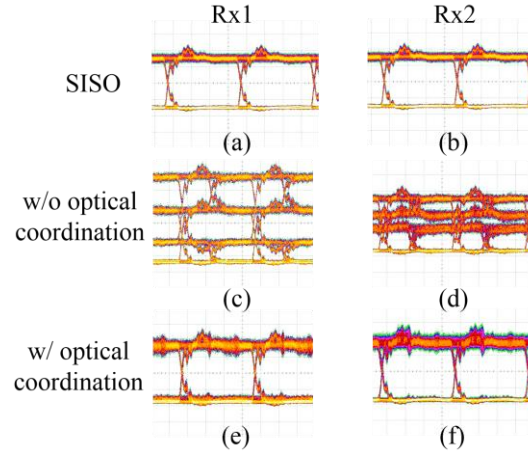 Rx1 Rx2
SISO
(a) (b)
w/o optical
coordination
(c) (d)
w/ optical
coordination
(e) (f)